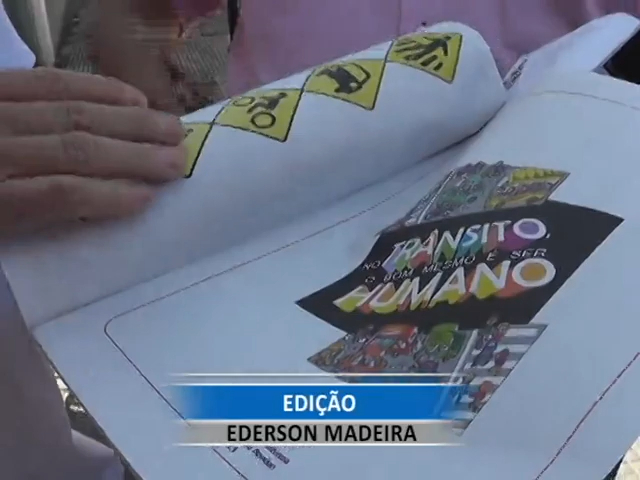 NO TRÂNSITO,
O BOM MESMO É SER
HUMANO
EDIÇÃO
EDERSON MADEIRA